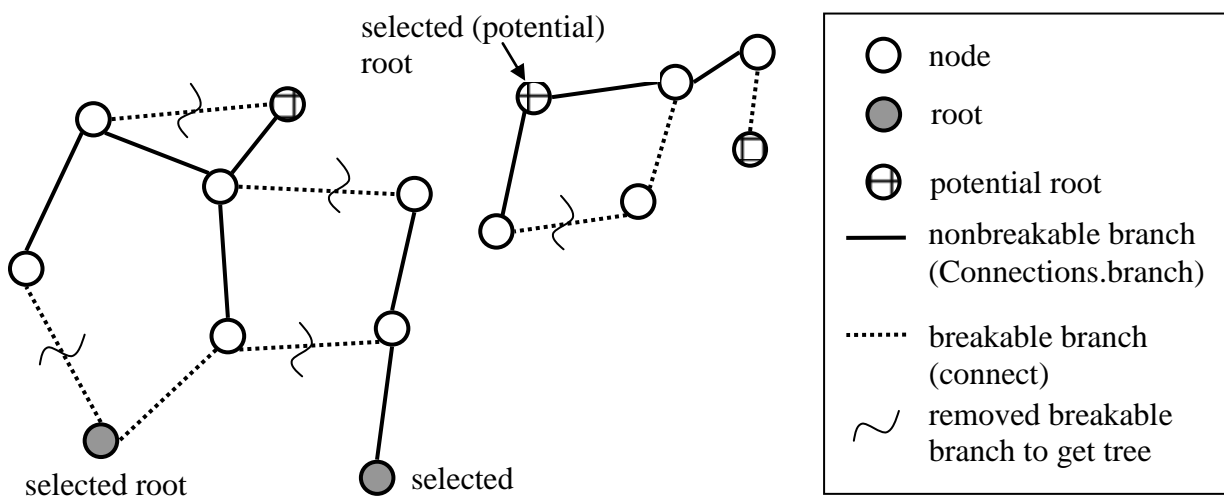 selected (potential)
root
selected root
selected
node
root
potential root
nonbreakable branch
(Connections.branch)
breakable branch
(connect)
removed breakable
branch to get tree